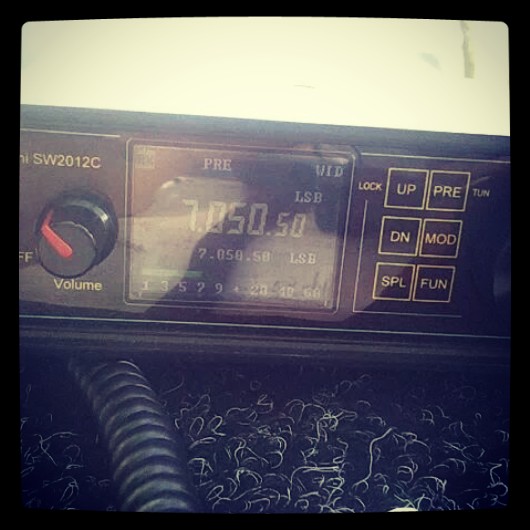 ni SW2012C
PRE WID
LSB
7.050.50
7.050.50 LSB
1 3 5 7 9 + 20 40 60
FF
Volume
LOCK UP PRE TUN
DN MOD
SPL FUN